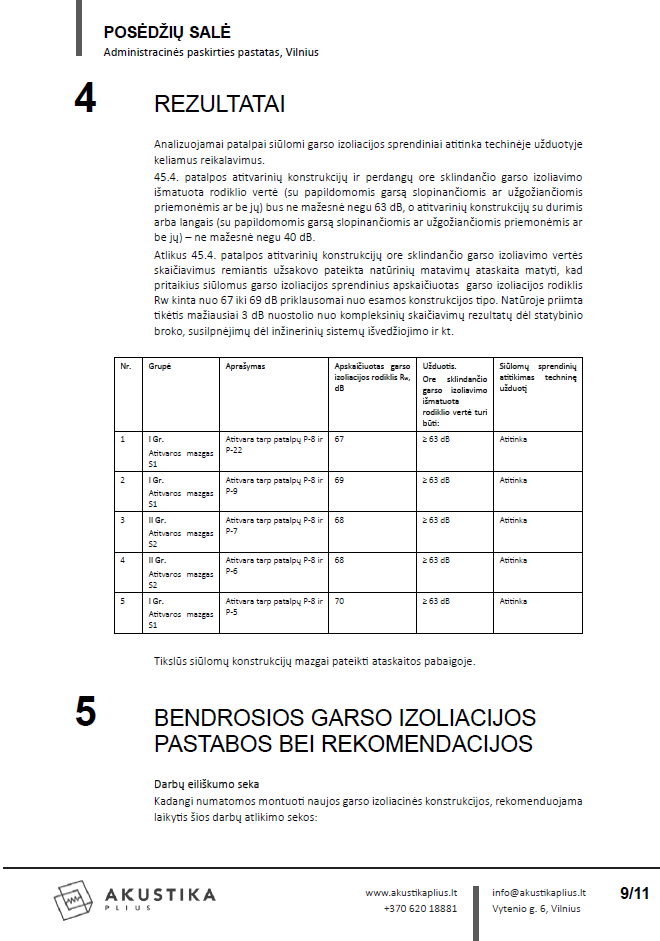 POSĖDŽIŲ SALĖ
Administracinės paskirties pastatas, Vilnius
4 REZULTATAI
Analizuojamai patalpai siūlomi garso izoliacijos sprendiniai atitinka techinėje užduotyje
keliamus reikalavimus.
45.4. patalpos atitvarinių konstrukcijų ir perdangų ore sklindančio garso izoliavimo
išmatuota rodiklio vertė (su papildomomis garsą slopinančiomis ar užgožiančiomis
priemonėmis ar be jų) bus ne mažesnė negu 63 dB, o atitvarinių konstrukcijų su durimis
arba langais (su papildomomis garsą slopinančiomis ar užgožiančiomis priemonėmis ar
be jų) – ne mažesnė negu 40 dB.
Atlikus 45.4. patalpos atitvarinių konstrukcijų ore sklindančio garso izoliavimo vertės
skaičiavimus remiantis užsakovo pateikta natūrinių matavimų ataskaita matyti, kad
pritaikius siūlomus garso izoliacijos sprendinius apskaičiuotas garso izoliacijos rodiklis
Rw kinta nuo 67 iki 69 dB priklausomai nuo esamos konstrukcijos tipo. Natūroje priimta
tikėtis mažiausiai 3 dB nuostolio nuo kompleksinių skaičiavimų rezultatų dėl statybinio
broko, susilpnėjimų dėl inžinerinių sistemų išvedžiojimo ir kt.
Nr. Grupė Aprašymas Apskaičiuotas garso Užduotis. Siūlomų sprendinių
izoliacijos rodiklis Rw, Ore sklindančio atitikimas techninę
dB garso izoliavimo užduotį
išmatuota
rodiklio vertė turi
būti:
1 I Gr. Atitvara tarp patalpų P-8 ir 67 ≥ 63 dB Atitinka
Atitvaros mazgas P-22
S1
2 I Gr. Atitvara tarp patalpų P-8 ir 69 ≥ 63 dB Atitinka
Atitvaros mazgas P-9
S1
3 II Gr. Atitvara tarp patalpų P-8 ir 68 ≥ 63 dB Atitinka
Atitvaros mazgas P-7
S2
4 II Gr. Atitvara tarp patalpų P-8 ir 68 ≥ 63 dB Atitinka
Atitvaros mazgas P-6
S2
5 I Gr. Atitvara tarp patalpų P-8 ir 70 ≥ 63 dB Atitinka
Atitvaros mazgas P-5
S1
Tikslūs siūlomų konstrukcijų mazgai pateikti ataskaitos pabaigoje.
5 BENDROSIOS GARSO IZOLIACIJOS
PASTABOS BEI REKOMENDACIJOS
Darbų eiliškumo seka
Kadangi numatomos montuoti naujos garso izoliacinės konstrukcijos, rekomenduojama
laikytis šios darbų atlikimo sekos:
AKUSTIKA
PLIUS
www.akustikaplius.lt
+370 620 18881
info@akustikaplius.lt
Vytenio g. 6, Vilnius
9/11